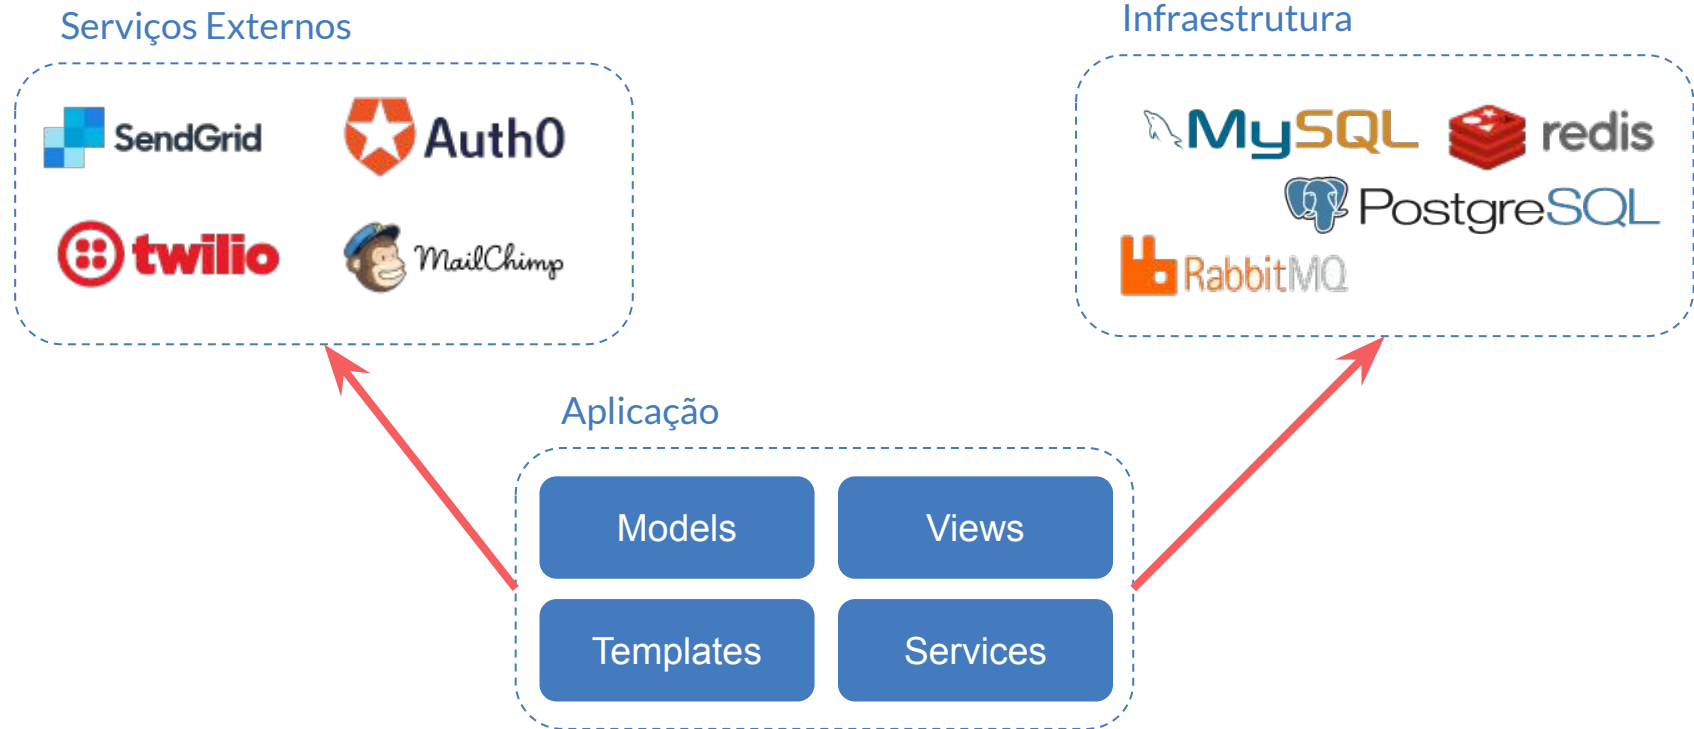 Serviços Externos
SendGrid
Auth0
twilio
MailChimp
Infraestrutura
MySQL
redis
PostgreSQL
RabbitMQ
Aplicação
Models
Views
Templates
Services